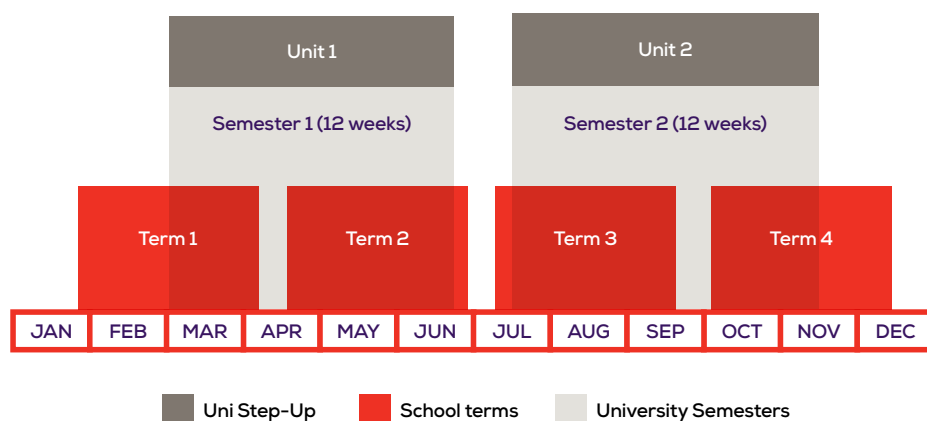 Unit 1
Unit 2
Semester 1 (12 weeks)
Semester 2 (12 weeks)
Term 1
Term 2
Term 3
Term 4
JAN FEB MAR APR MAY JUN JUL AUG SEP OCT NOV DEC
Uni Step-Up
School terms
University Semesters